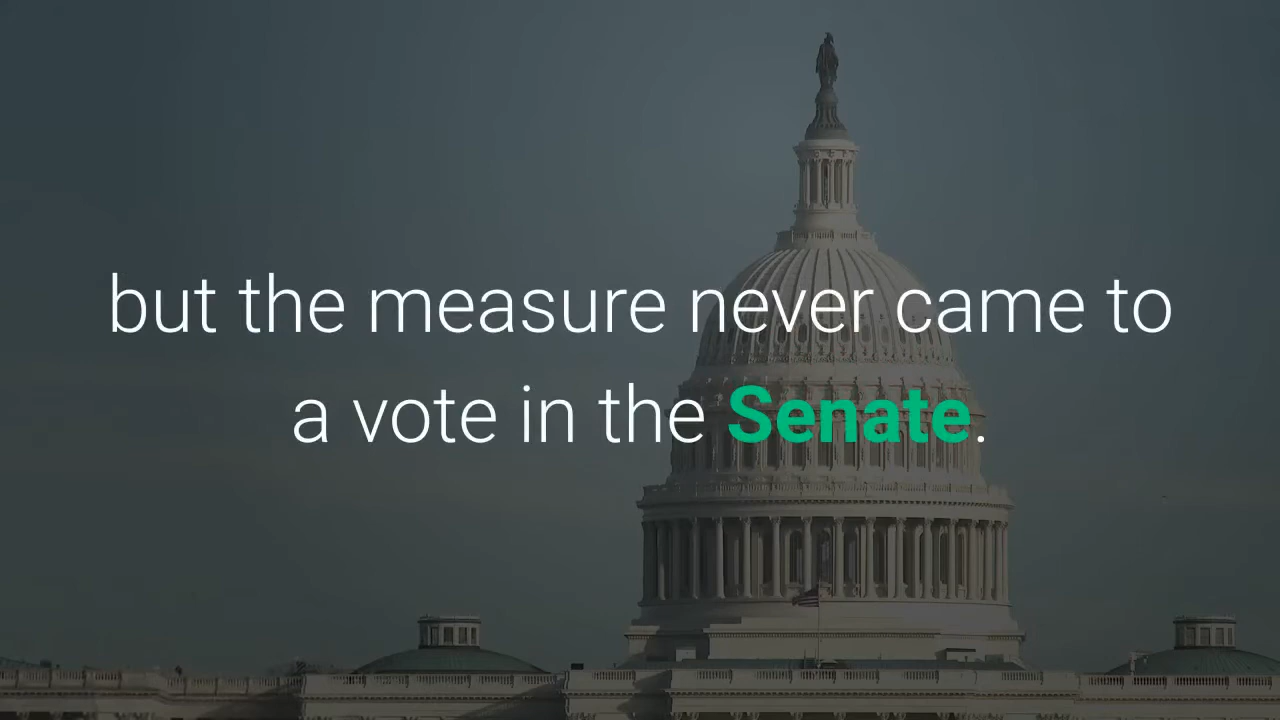 but the measure never came to
a vote in the Senate.